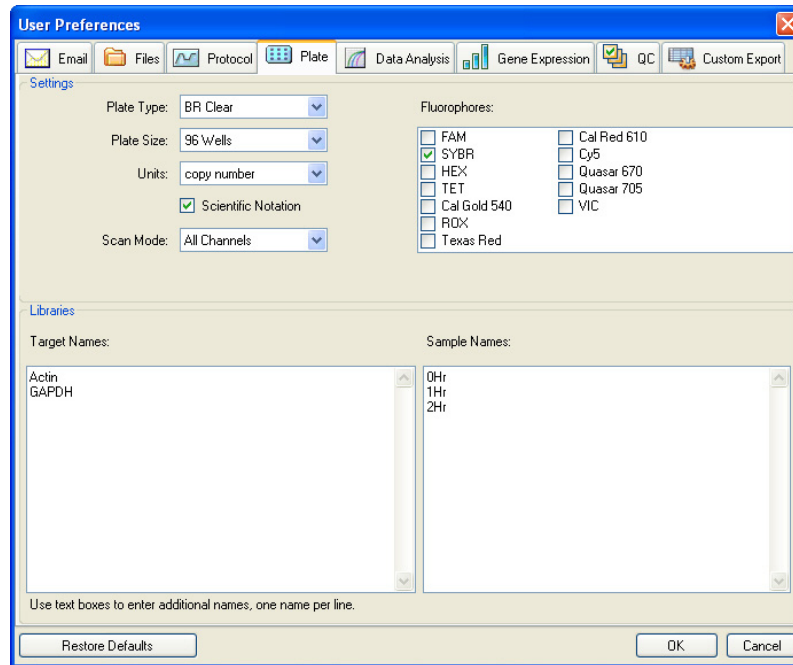 User Preferences
Email Files Protocol Plate Data Analysis Gene Expression QC Custom Export
Settings
Plate Type: BR Clear
Plate Size: 96 Wells
Units: copy number
Scientific Notation
Scan Mode: All Channels
Fluorophores:
FAM
SYBR
HEX
TET
Cal Gold 540
ROX
Texas Red
Cal Red 610
Cy5
Quasar 670
Quasar 705
VIC
Libraries
Target Names:
Actin
GAPDH
Sample Names:
0Hr
1Hr
2Hr
Use text boxes to enter additional names, one name per line.
Restore Defaults OK Cancel